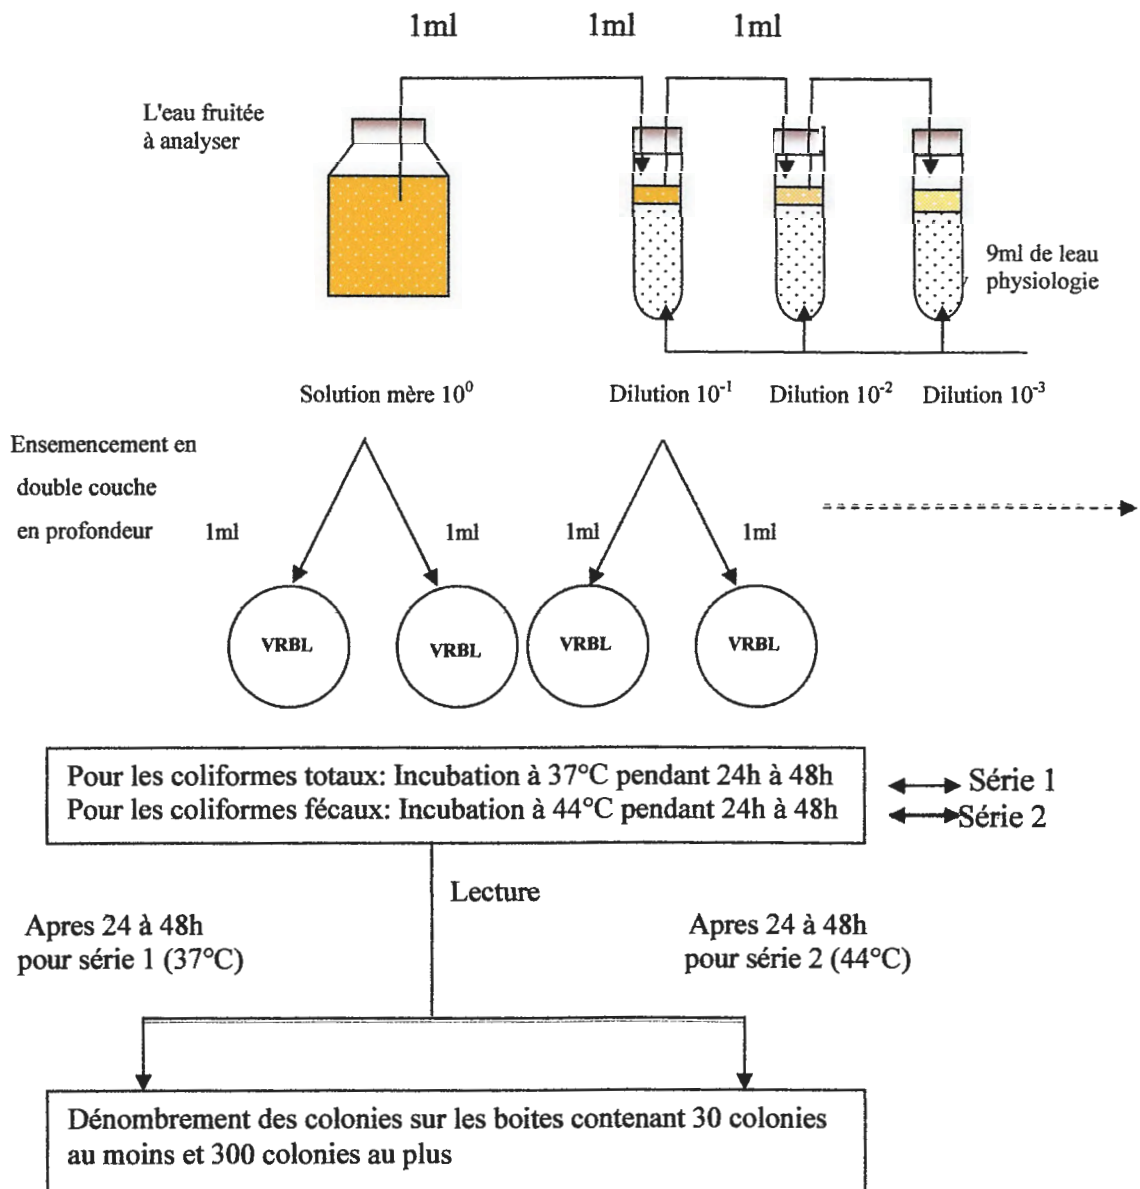 1ml 1ml 1ml
L'eau fruitée
à analyser
9ml de leau
physiologie
Solution mère 10⁰ Dilution 10⁻¹ Dilution 10⁻² Dilution 10⁻³
Ensemencement en
double couche
en profondeur 1ml 1ml 1ml 1ml
VRBL VRBL VRBL VRBL
Pour les coliformes totaux: Incubation à 37°C pendant 24h à 48h
Pour les coliformes fécaux: Incubation à 44°C pendant 24h à 48h
Série 1
Série 2
Lecture
Apres 24 à 48h
pour série 1 (37°C)
Apres 24 à 48h
pour série 2 (44°C)
Dénombrement des colonies sur les boites contenant 30 colonies
au moins et 300 colonies au plus